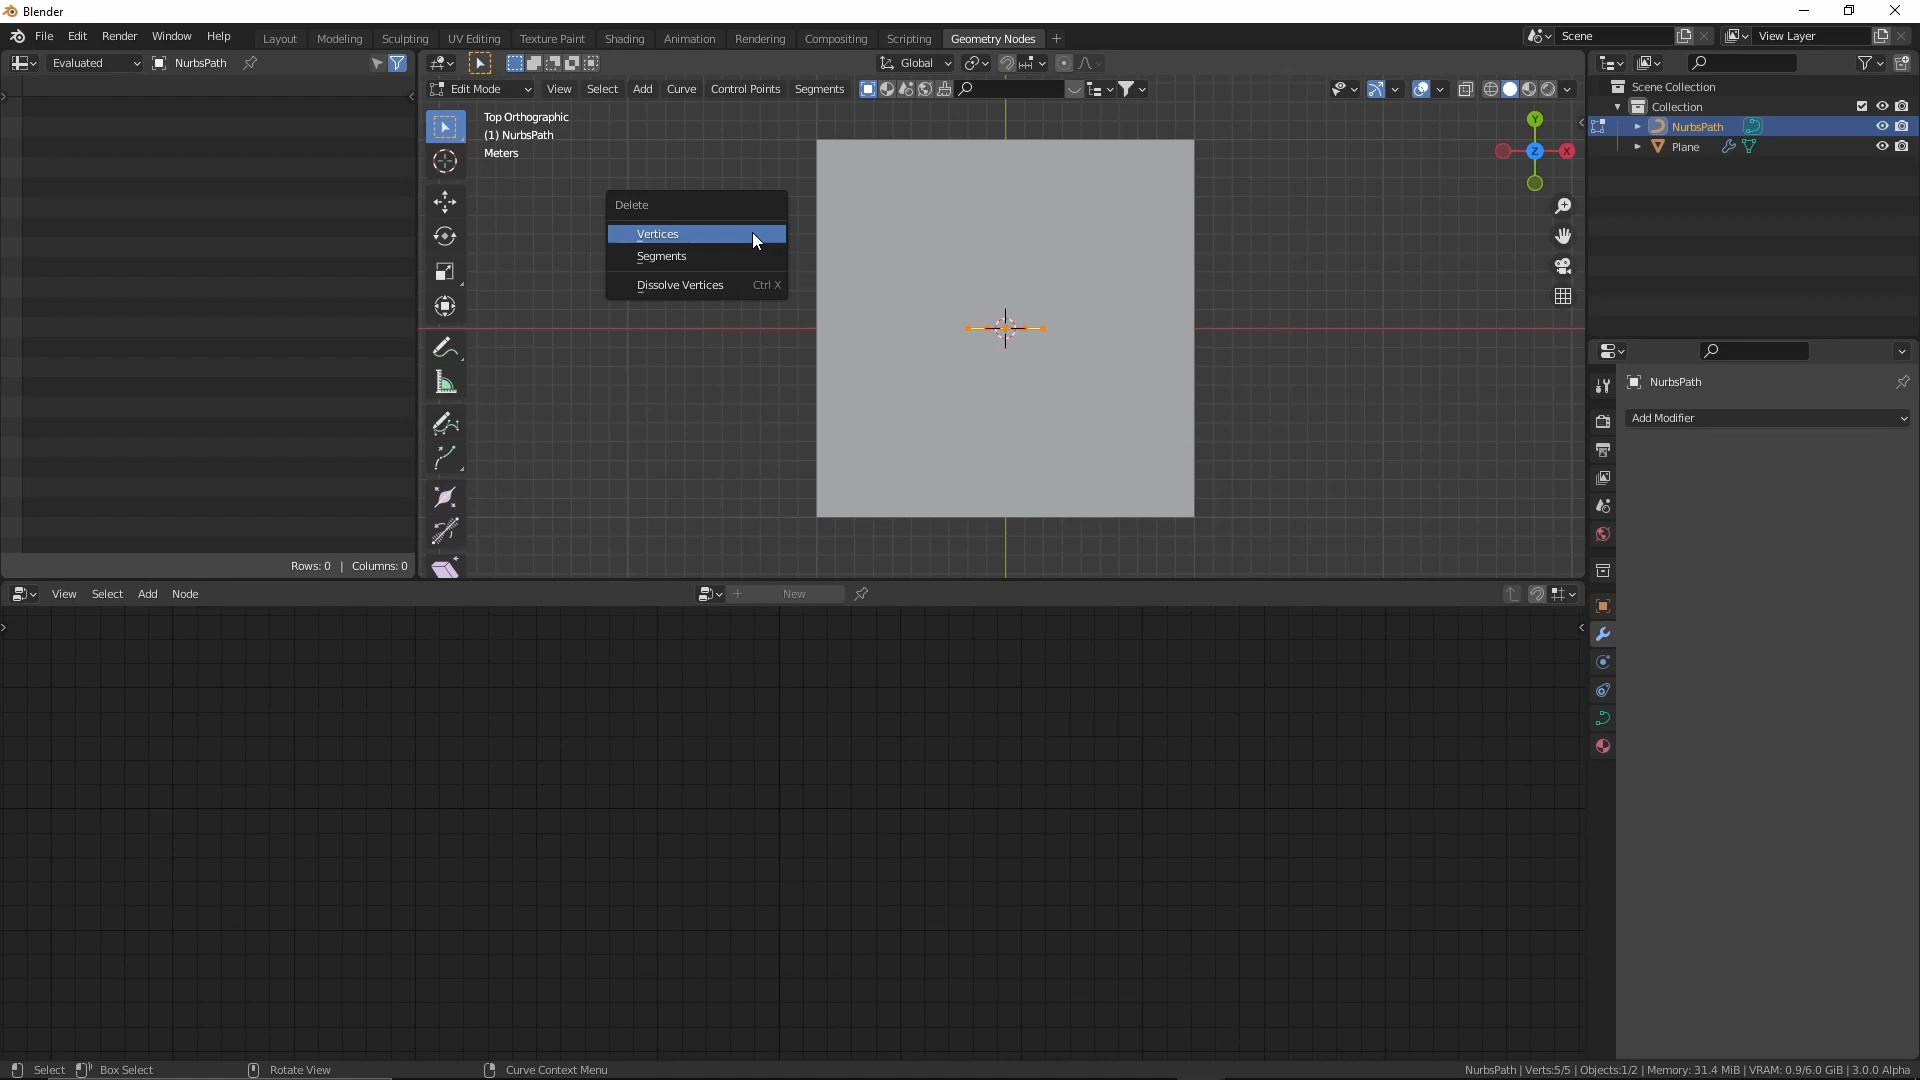 Blender
File Edit Render Window Help Layout Modeling Sculpting UV Editing Texture Paint Shading Animation Rendering Compositing Scripting Geometry Nodes + Scene View Layer
Evaluated NurbsPath Global
Edit Mode View Select Add Curve Control Points Segments
Top Orthographic
(1) NurbsPath
Meters
Delete
Vertices
Segments
Dissolve Vertices Ctrl X
Y
Z
X
Scene Collection
Collection
NurbsPath
Plane
NurbsPath
Add Modifier
Rows: 0 | Columns: 0
View Select Add Node New
Select Box Select Rotate View Curve Context Menu NurbsPath | Verts:5/5 | Objects:1/2 | Memory: 31.4 MiB | VRAM: 0.9/6.0 GiB | 3.0.0 Alpha